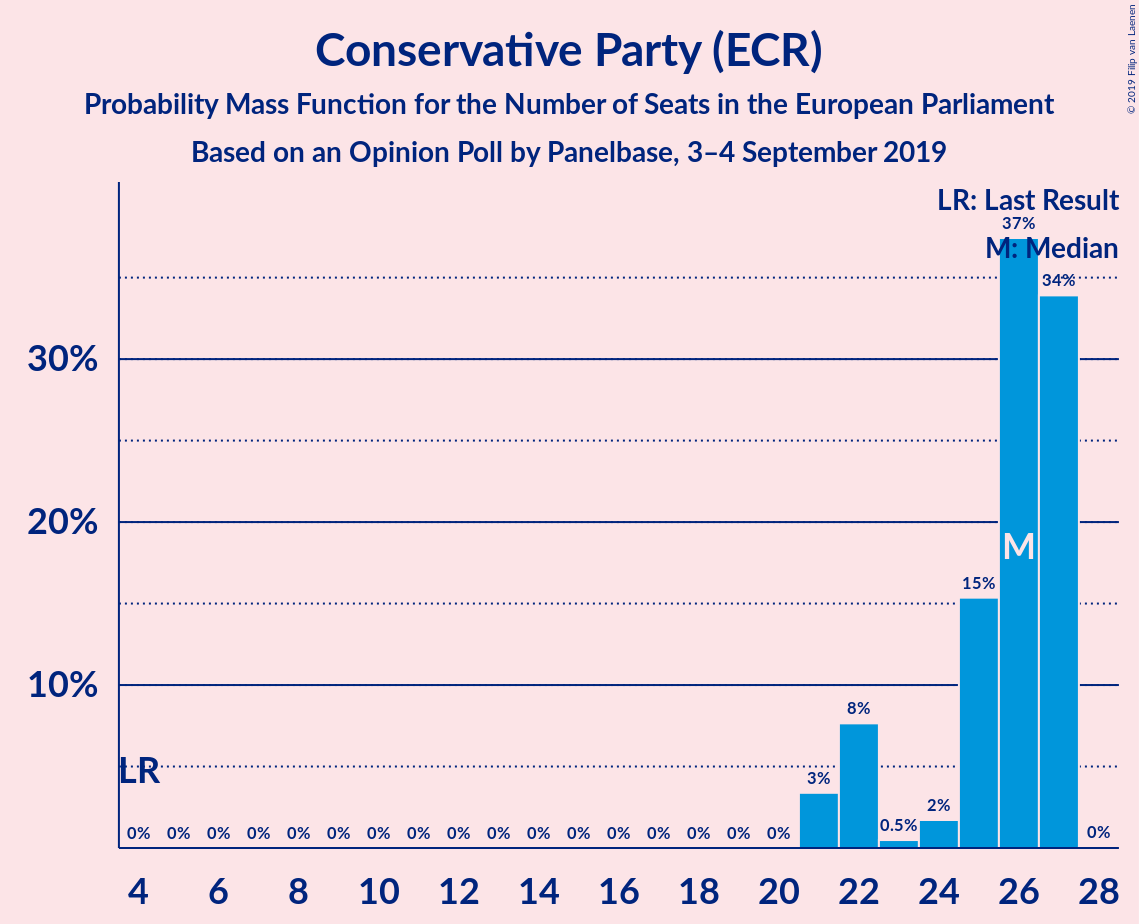 Conservative Party (ECR)
Probability Mass Function for the Number of Seats in the European Parliament
Based on an Opinion Poll by Panelbase, 3–4 September 2019
© 2019 Filip van Laenen
LR: Last Result
M: Median
37%
34%
30%
20%
M
15%
10%
8%
LR
3%
2%
0.5%
0% 0% 0% 0% 0% 0% 0% 0% 0% 0% 0% 0% 0% 0% 0% 0% 0% 0%
4 6 8 10 12 14 16 18 20 22 24 26 28